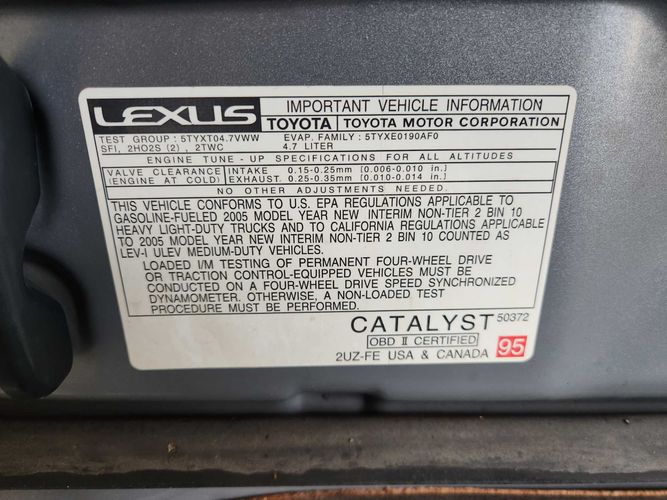 LEXUS IMPORTANT VEHICLE INFORMATION
TOYOTA TOYOTA MOTOR CORPORATION
TEST GROUP : 5TYXT04.7VWW EVAP. FAMILY : 5TYXE0190AF0
SFI, 2HO2S (2) , 2TWC 4.7 LITER
ENGINE TUNE - UP SPECIFICATIONS FOR ALL ALTITUDES
VALVE CLEARANCE INTAKE 0.15-0.25mm (0.006-0.010 in.)
(ENGINE AT COLD) EXHAUST. 0.25-0.35mm (0.010-0.014 in.)
NO OTHER ADJUSTMENTS NEEDED.
THIS VEHICLE CONFORMS TO U.S. EPA REGULATIONS APPLICABLE TO
GASOLINE-FUELED 2005 MODEL YEAR NEW INTERIM NON-TIER 2 BIN 10
HEAVY LIGHT-DUTY TRUCKS AND TO CALIFORNIA REGULATIONS APPLICABLE
TO 2005 MODEL YEAR NEW INTERIM NON-TIER 2 BIN 10 COUNTED AS
LEV-I ULEV MEDIUM-DUTY VEHICLES.
LOADED I/M TESTING OF PERMANENT FOUR-WHEEL DRIVE
OR TRACTION CONTROL-EQUIPPED VEHICLES MUST BE
CONDUCTED ON A FOUR-WHEEL DRIVE SPEED SYNCHRONIZED
DYNAMOMETER. OTHERWISE, A NON-LOADED TEST
PROCEDURE MUST BE PERFORMED.
CATALYST 50372
OBD II CERTIFIED
2UZ-FE USA & CANADA 95